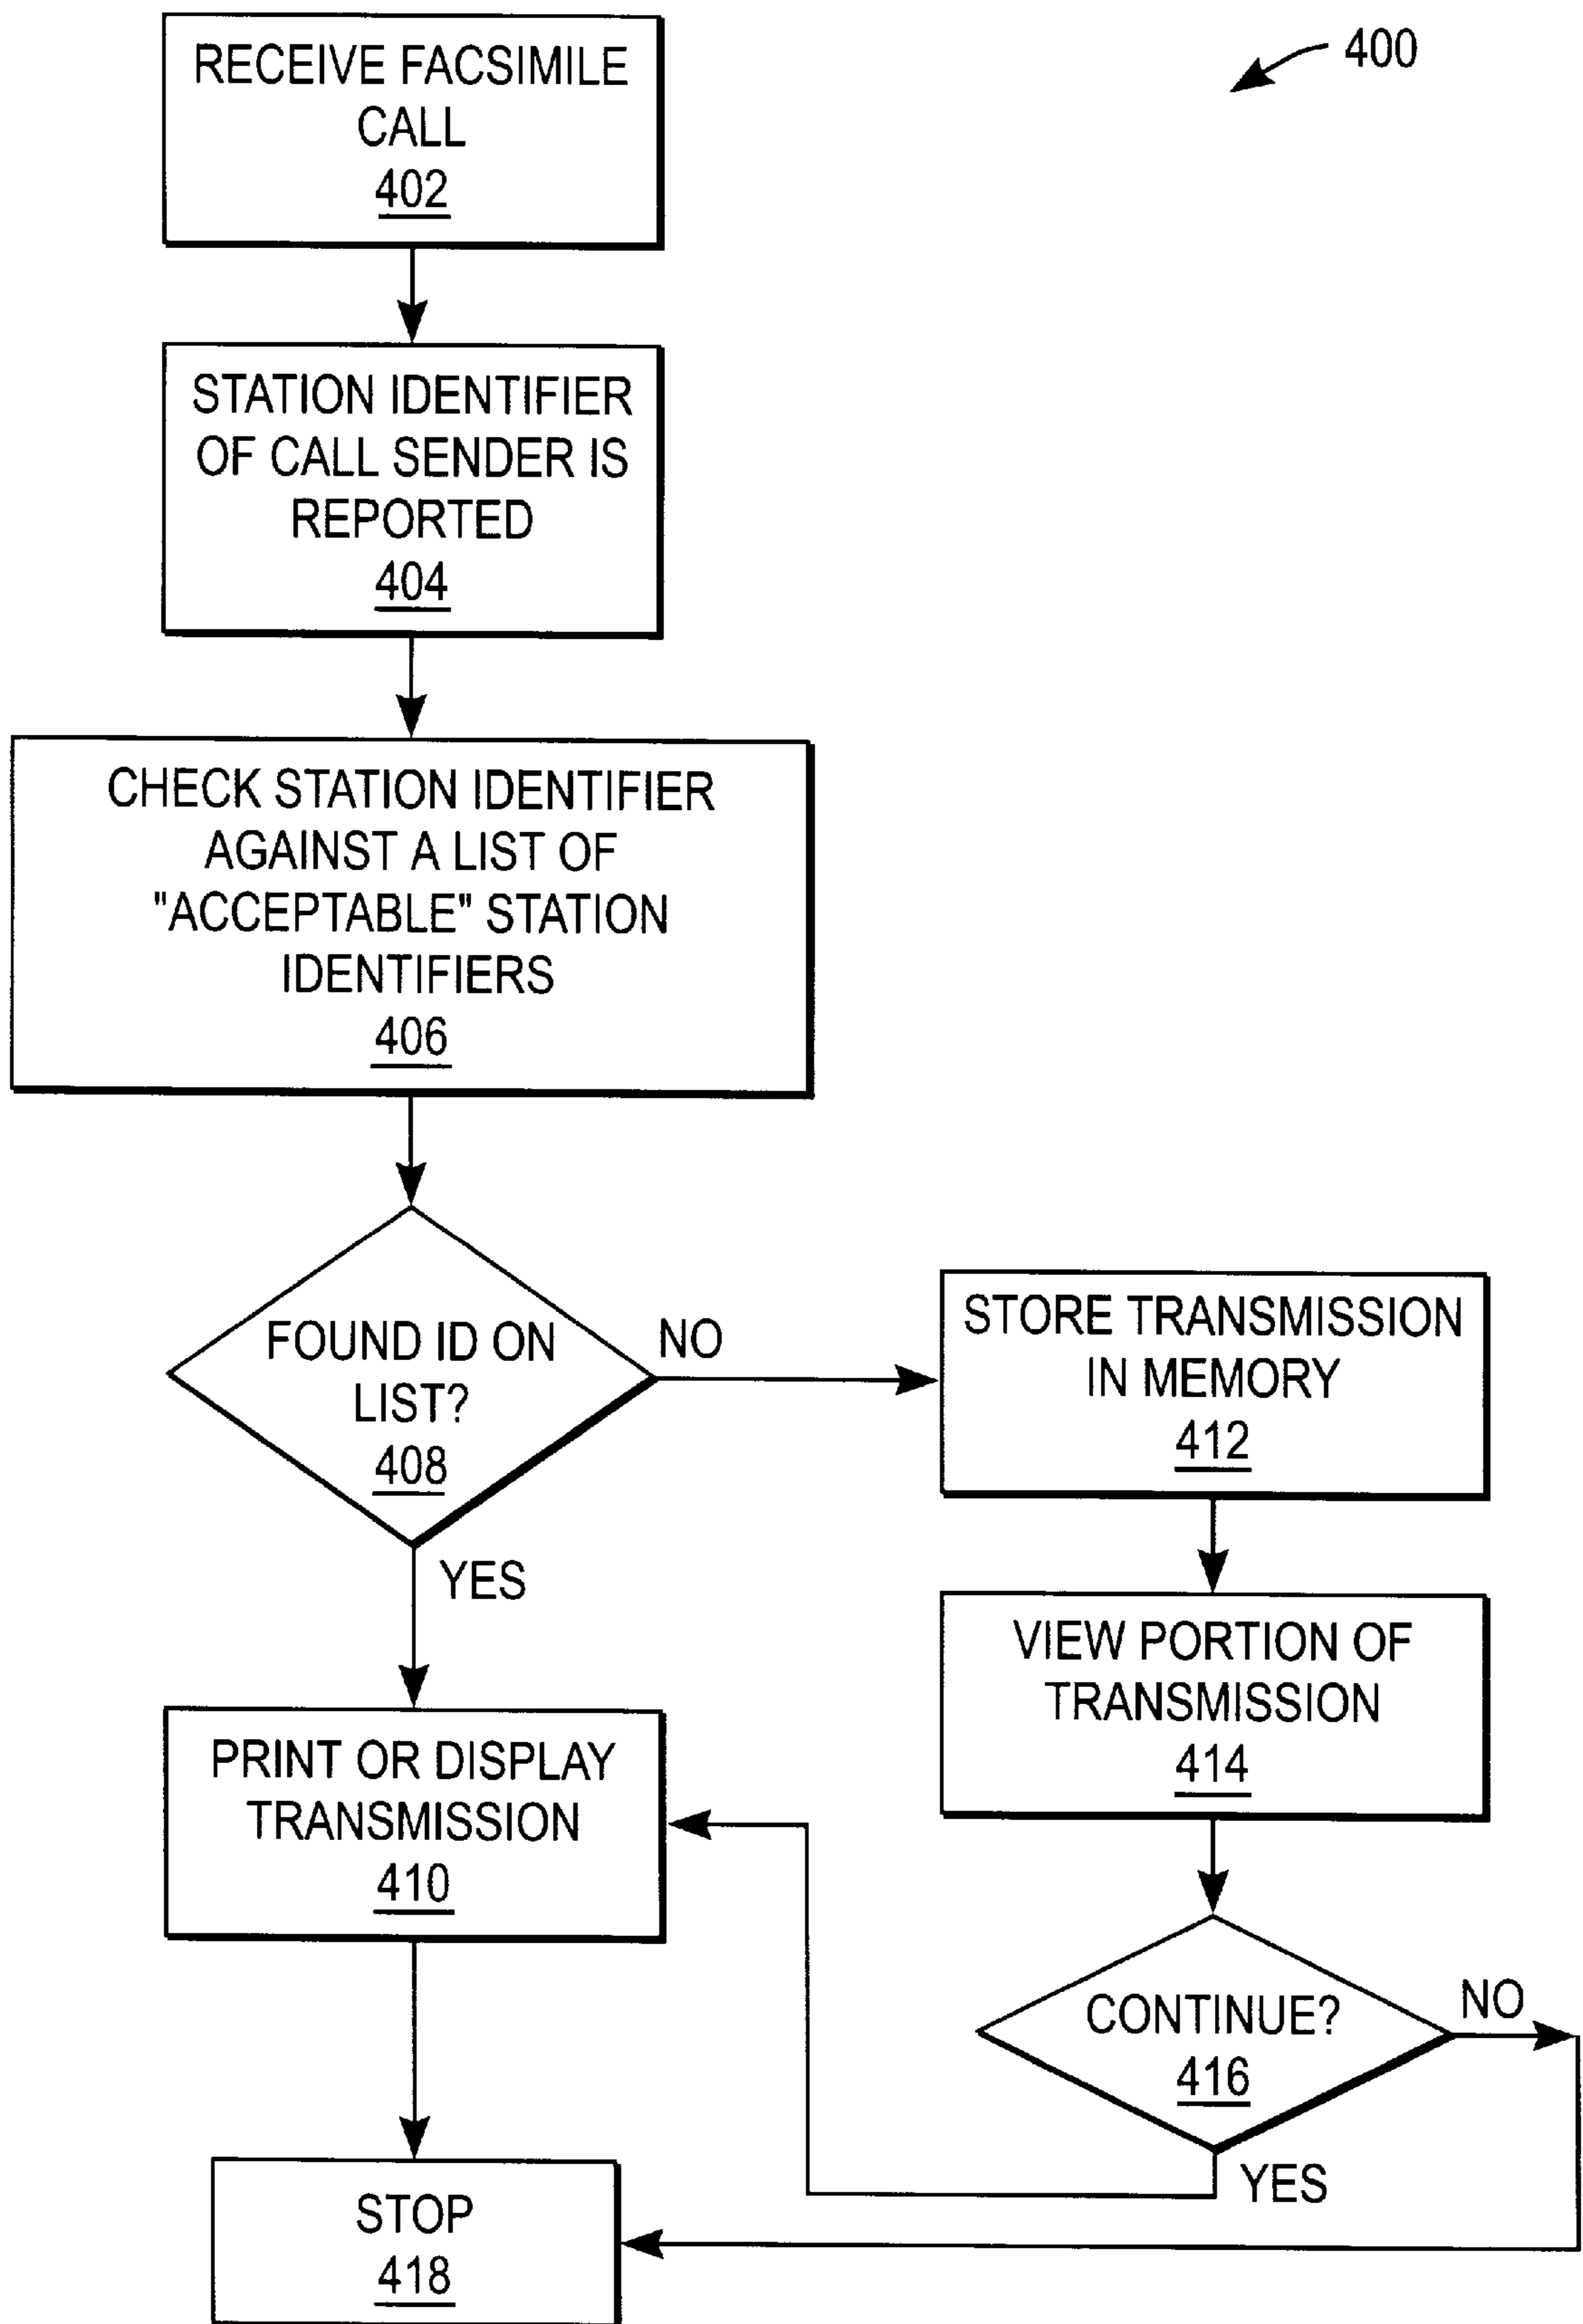 400
RECEIVE FACSIMILE
CALL
402
STATION IDENTIFIER
OF CALL SENDER IS
REPORTED
404
CHECK STATION IDENTIFIER
AGAINST A LIST OF
"ACCEPTABLE" STATION
IDENTIFIERS
406
FOUND ID ON
LIST?
408
NO
YES
STORE TRANSMISSION
IN MEMORY
412
VIEW PORTION OF
TRANSMISSION
414
PRINT OR DISPLAY
TRANSMISSION
410
CONTINUE?
416
NO
YES
STOP
418